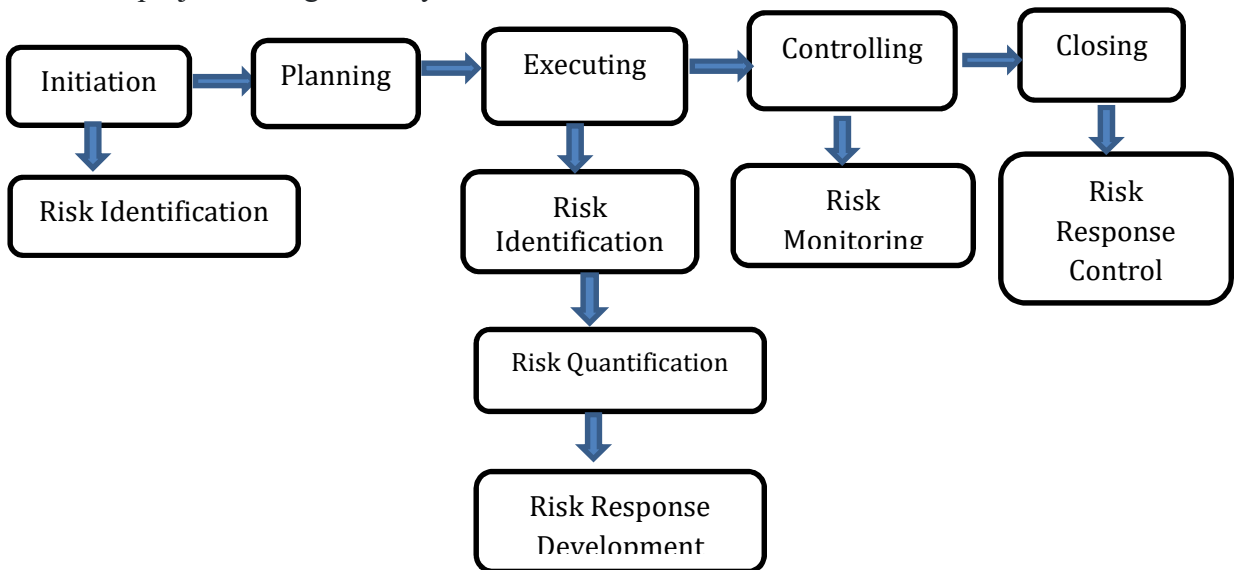 Initiation
Planning
Executing
Controlling
Closing
Risk Identification
Risk
Identification
Risk
Monitoring
Risk
Response
Control
Risk Quantification
Risk Response
Development